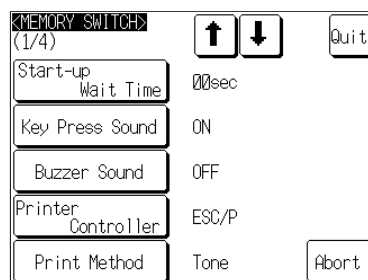 <MEMORY SWITCH>
(1/4)
Quit
Start-up
Wait Time
00sec
Key Press Sound
ON
Buzzer Sound
OFF
Printer
Controller
ESC/P
Print Method
Tone
Abort